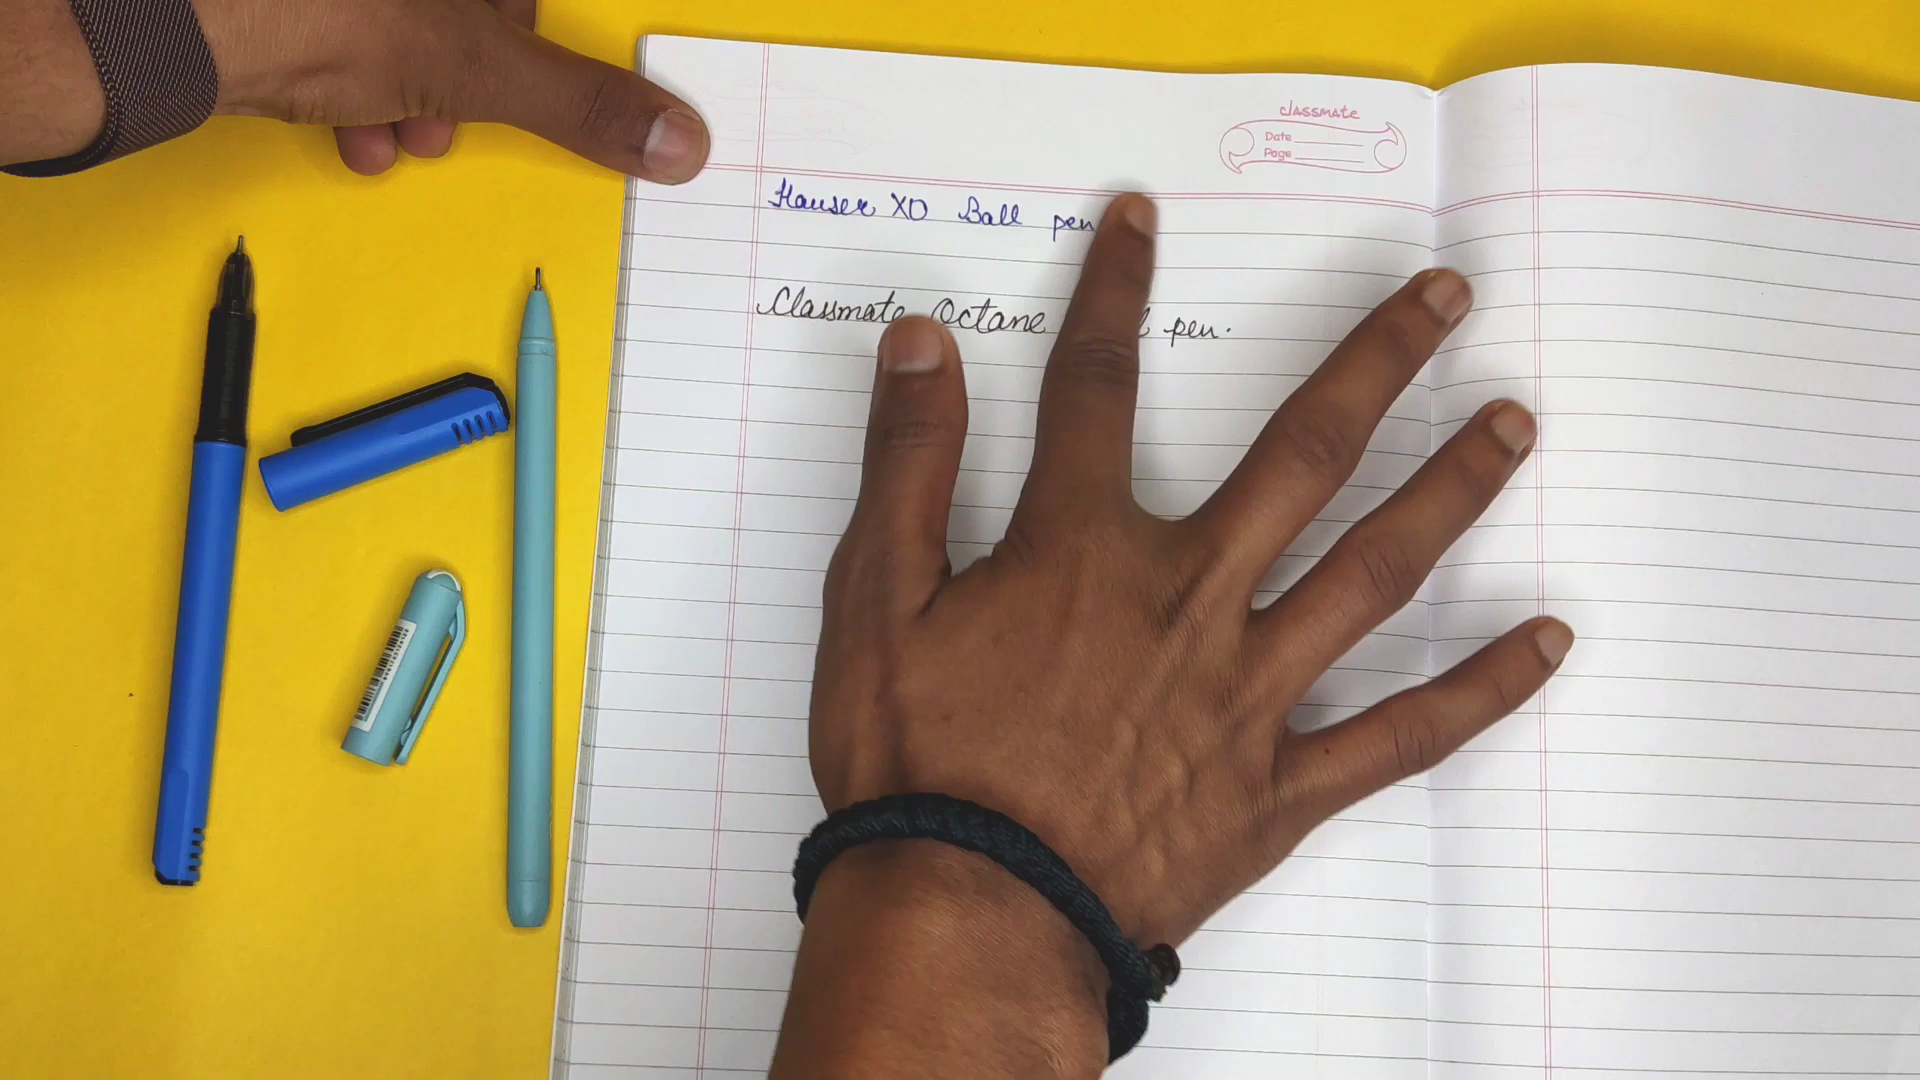 classmate
Date
Page
Hauser XO Ball pen
Classmate Octane pen.